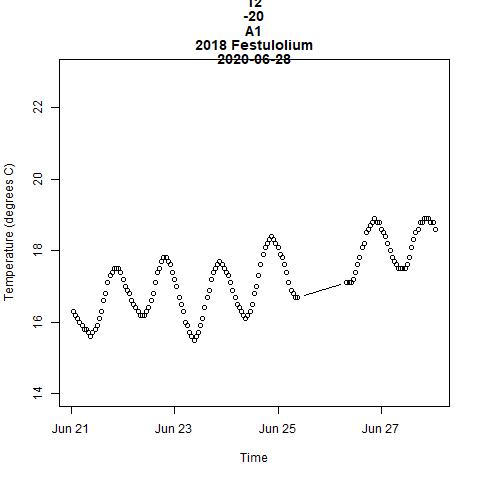 T2
-20
A1
2018 Festulolium
2020-06-28
Temperature (degrees C)
22
20
18
16
14
Jun 21
Jun 23
Jun 25
Jun 27
Time